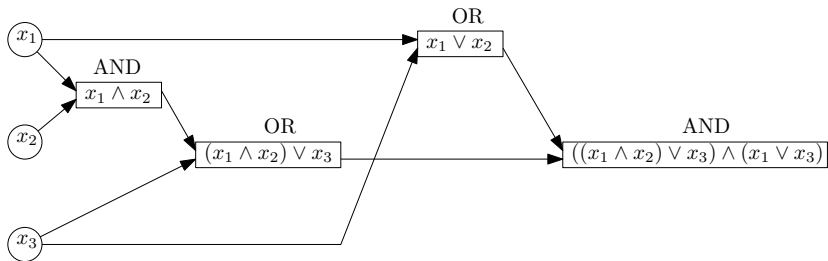 OR
x₁
x₁ ∨ x₂
AND
x₁ ∧ x₂
x₂
OR
(x₁ ∧ x₂) ∨ x₃
AND
((x₁ ∧ x₂) ∨ x₃) ∧ (x₁ ∨ x₃)
x₃